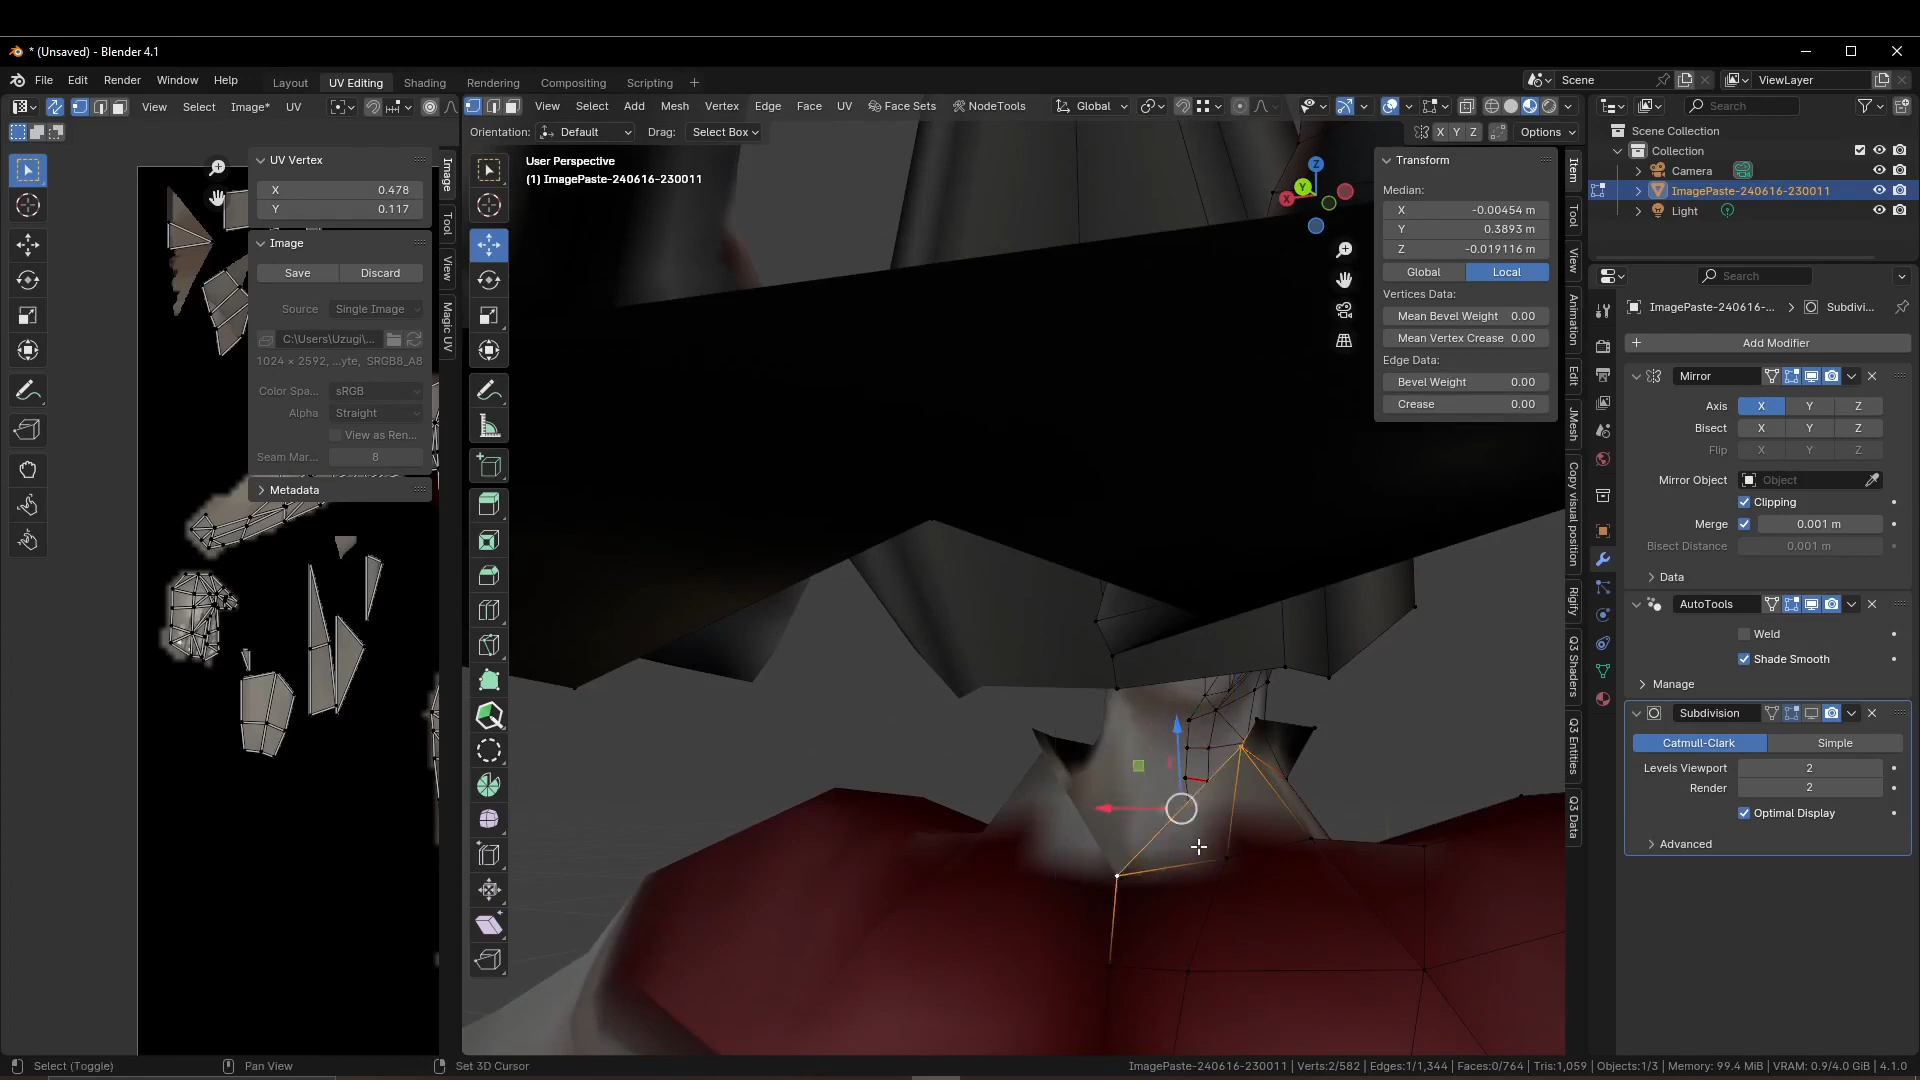 * (Unsaved) - Blender 4.1
File Edit Render Window Help
Layout UV Editing Shading Rendering Compositing Scripting +
Scene
ViewLayer
View Select Image* UV
View Select Add Mesh Vertex Edge Face UV Face Sets NodeTools
Global
Search
Orientation: Default Drag: Select Box
X Y Z Options
Scene Collection
Collection
Camera
ImagePaste-240616-230011
Light
UV Vertex
X 0.478
Y 0.117
Image
Save Discard
Source Single Image
C:\Users\Uzugi\...
1024 × 2592, ...yte, SRGB8_A8
Color Spa... sRGB
Alpha Straight
View as Ren...
Seam Mar... 8
Metadata
Image
Tool
View
Magic UV
User Perspective
(1) ImagePaste-240616-230011
Z
Y
X
Transform
Median:
X -0.00454 m
Y 0.3893 m
Z -0.019116 m
Global Local
Vertices Data:
Mean Bevel Weight 0.00
Mean Vertex Crease 0.00
Edge Data:
Bevel Weight 0.00
Crease 0.00
Item
Tool
View
Animation
Edit
JMesh
Copy visual position
Rigify
Q3 Shaders
Q3 Entities
Q3 Data
Search
ImagePaste-240616-... Subdivi...
Add Modifier
Mirror
Axis X Y Z
Bisect X Y Z
Flip X Y Z
Mirror Object Object
Clipping
Merge 0.001 m
Bisect Distance 0.001 m
Data
AutoTools
Weld
Shade Smooth
Manage
Subdivision
Catmull-Clark Simple
Levels Viewport 2
Render 2
Optimal Display
Advanced
Select (Toggle) Pan View Set 3D Cursor
ImagePaste-240616-230011 | Verts:2/582 | Edges:1/1,344 | Faces:0/764 | Tris:1,059 | Objects:1/3 | Memory: 99.4 MiB | VRAM: 0.9/4.0 GiB | 4.1.0